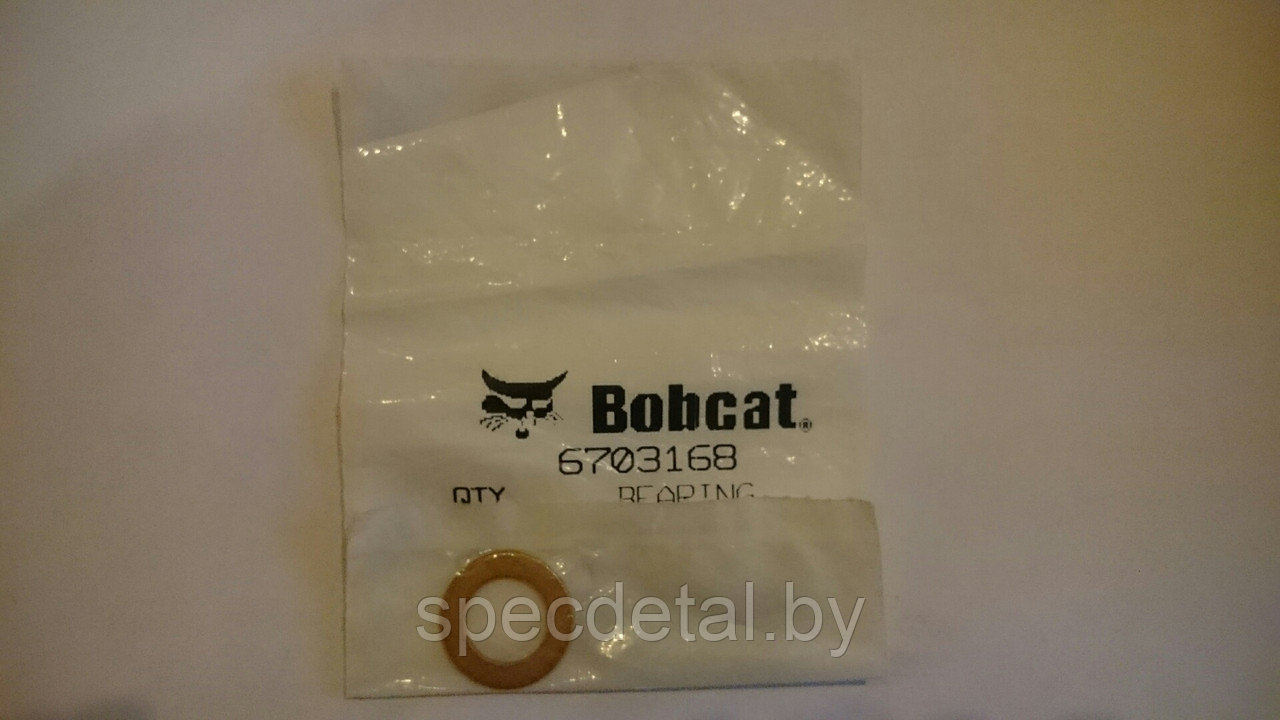 Bobcat®
6703168
QTY BEARING
specdetal.by